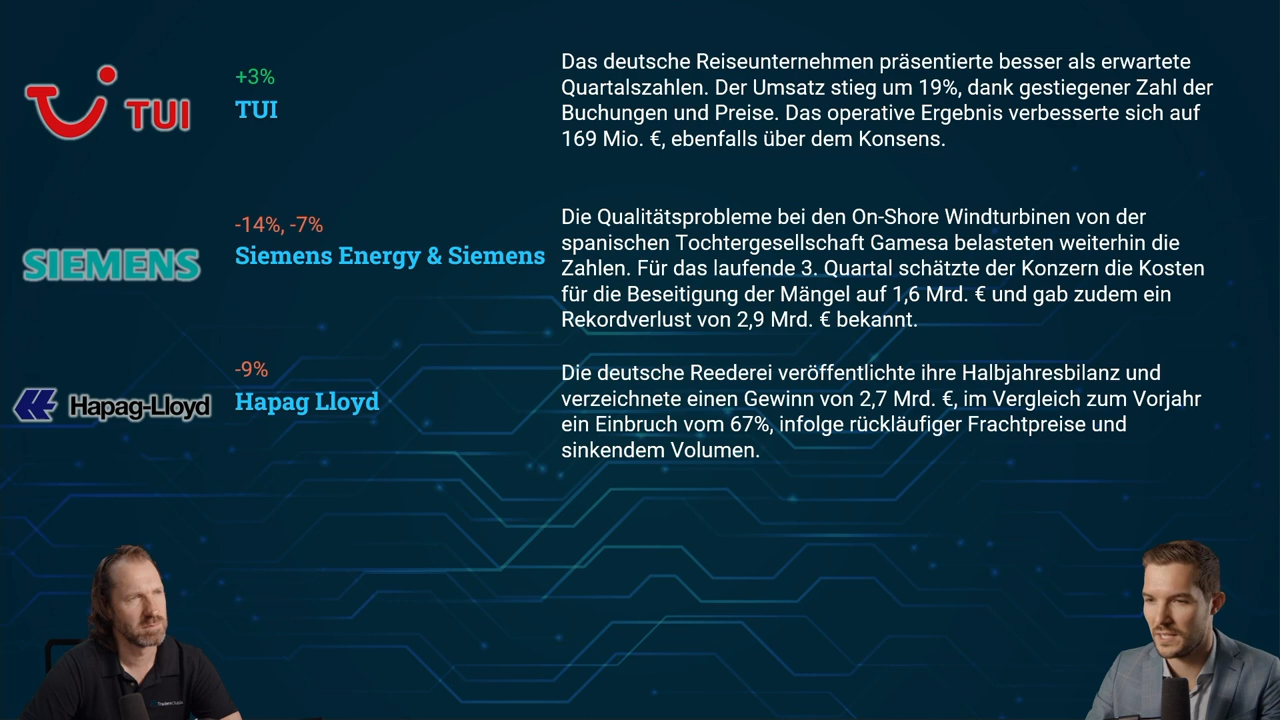 TUI
+3%
TUI
Das deutsche Reiseunternehmen präsentierte besser als erwartete
Quartalszahlen. Der Umsatz stieg um 19%, dank gestiegener Zahl der
Buchungen und Preise. Das operative Ergebnis verbesserte sich auf
169 Mio. €, ebenfalls über dem Konsens.
SIEMENS
-14%, -7%
Siemens Energy & Siemens
Die Qualitätsprobleme bei den On-Shore Windturbinen von der
spanischen Tochtergesellschaft Gamesa belasteten weiterhin die
Zahlen. Für das laufende 3. Quartal schätzte der Konzern die Kosten
für die Beseitigung der Mängel auf 1,6 Mrd. € und gab zudem ein
Rekordverlust von 2,9 Mrd. € bekannt.
Hapag-Lloyd
-9%
Hapag Lloyd
Die deutsche Reederei veröffentlichte ihre Halbjahresbilanz und
verzeichnete einen Gewinn von 2,7 Mrd. €, im Vergleich zum Vorjahr
ein Einbruch vom 67%, infolge rückläufiger Frachtpreise und
sinkendem Volumen.